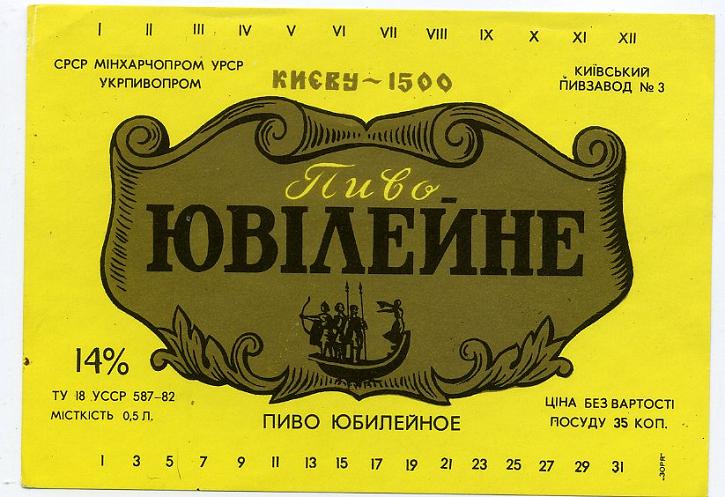 I II III IV V VI VII VIII IX X XI XII
СРСР МІНХАРЧОПРОМ УРСР
УКРПИВОПРОМ
КИЄВУ ~ 1500
КИЇВСЬКИЙ
ПИВЗАВОД № 3
Пиво
ЮВІЛЕЙНЕ
14%
ТУ 18 УССР 587-82
МІСТКІСТЬ 0,5 Л.
ПИВО ЮБИЛЕЙНОЕ
ЦІНА БЕЗ ВАРТОСТІ
ПОСУДУ 35 КОП.
1 3 5 7 9 11 13 15 17 19 21 23 25 27 29 31
„ЗОРЯ"